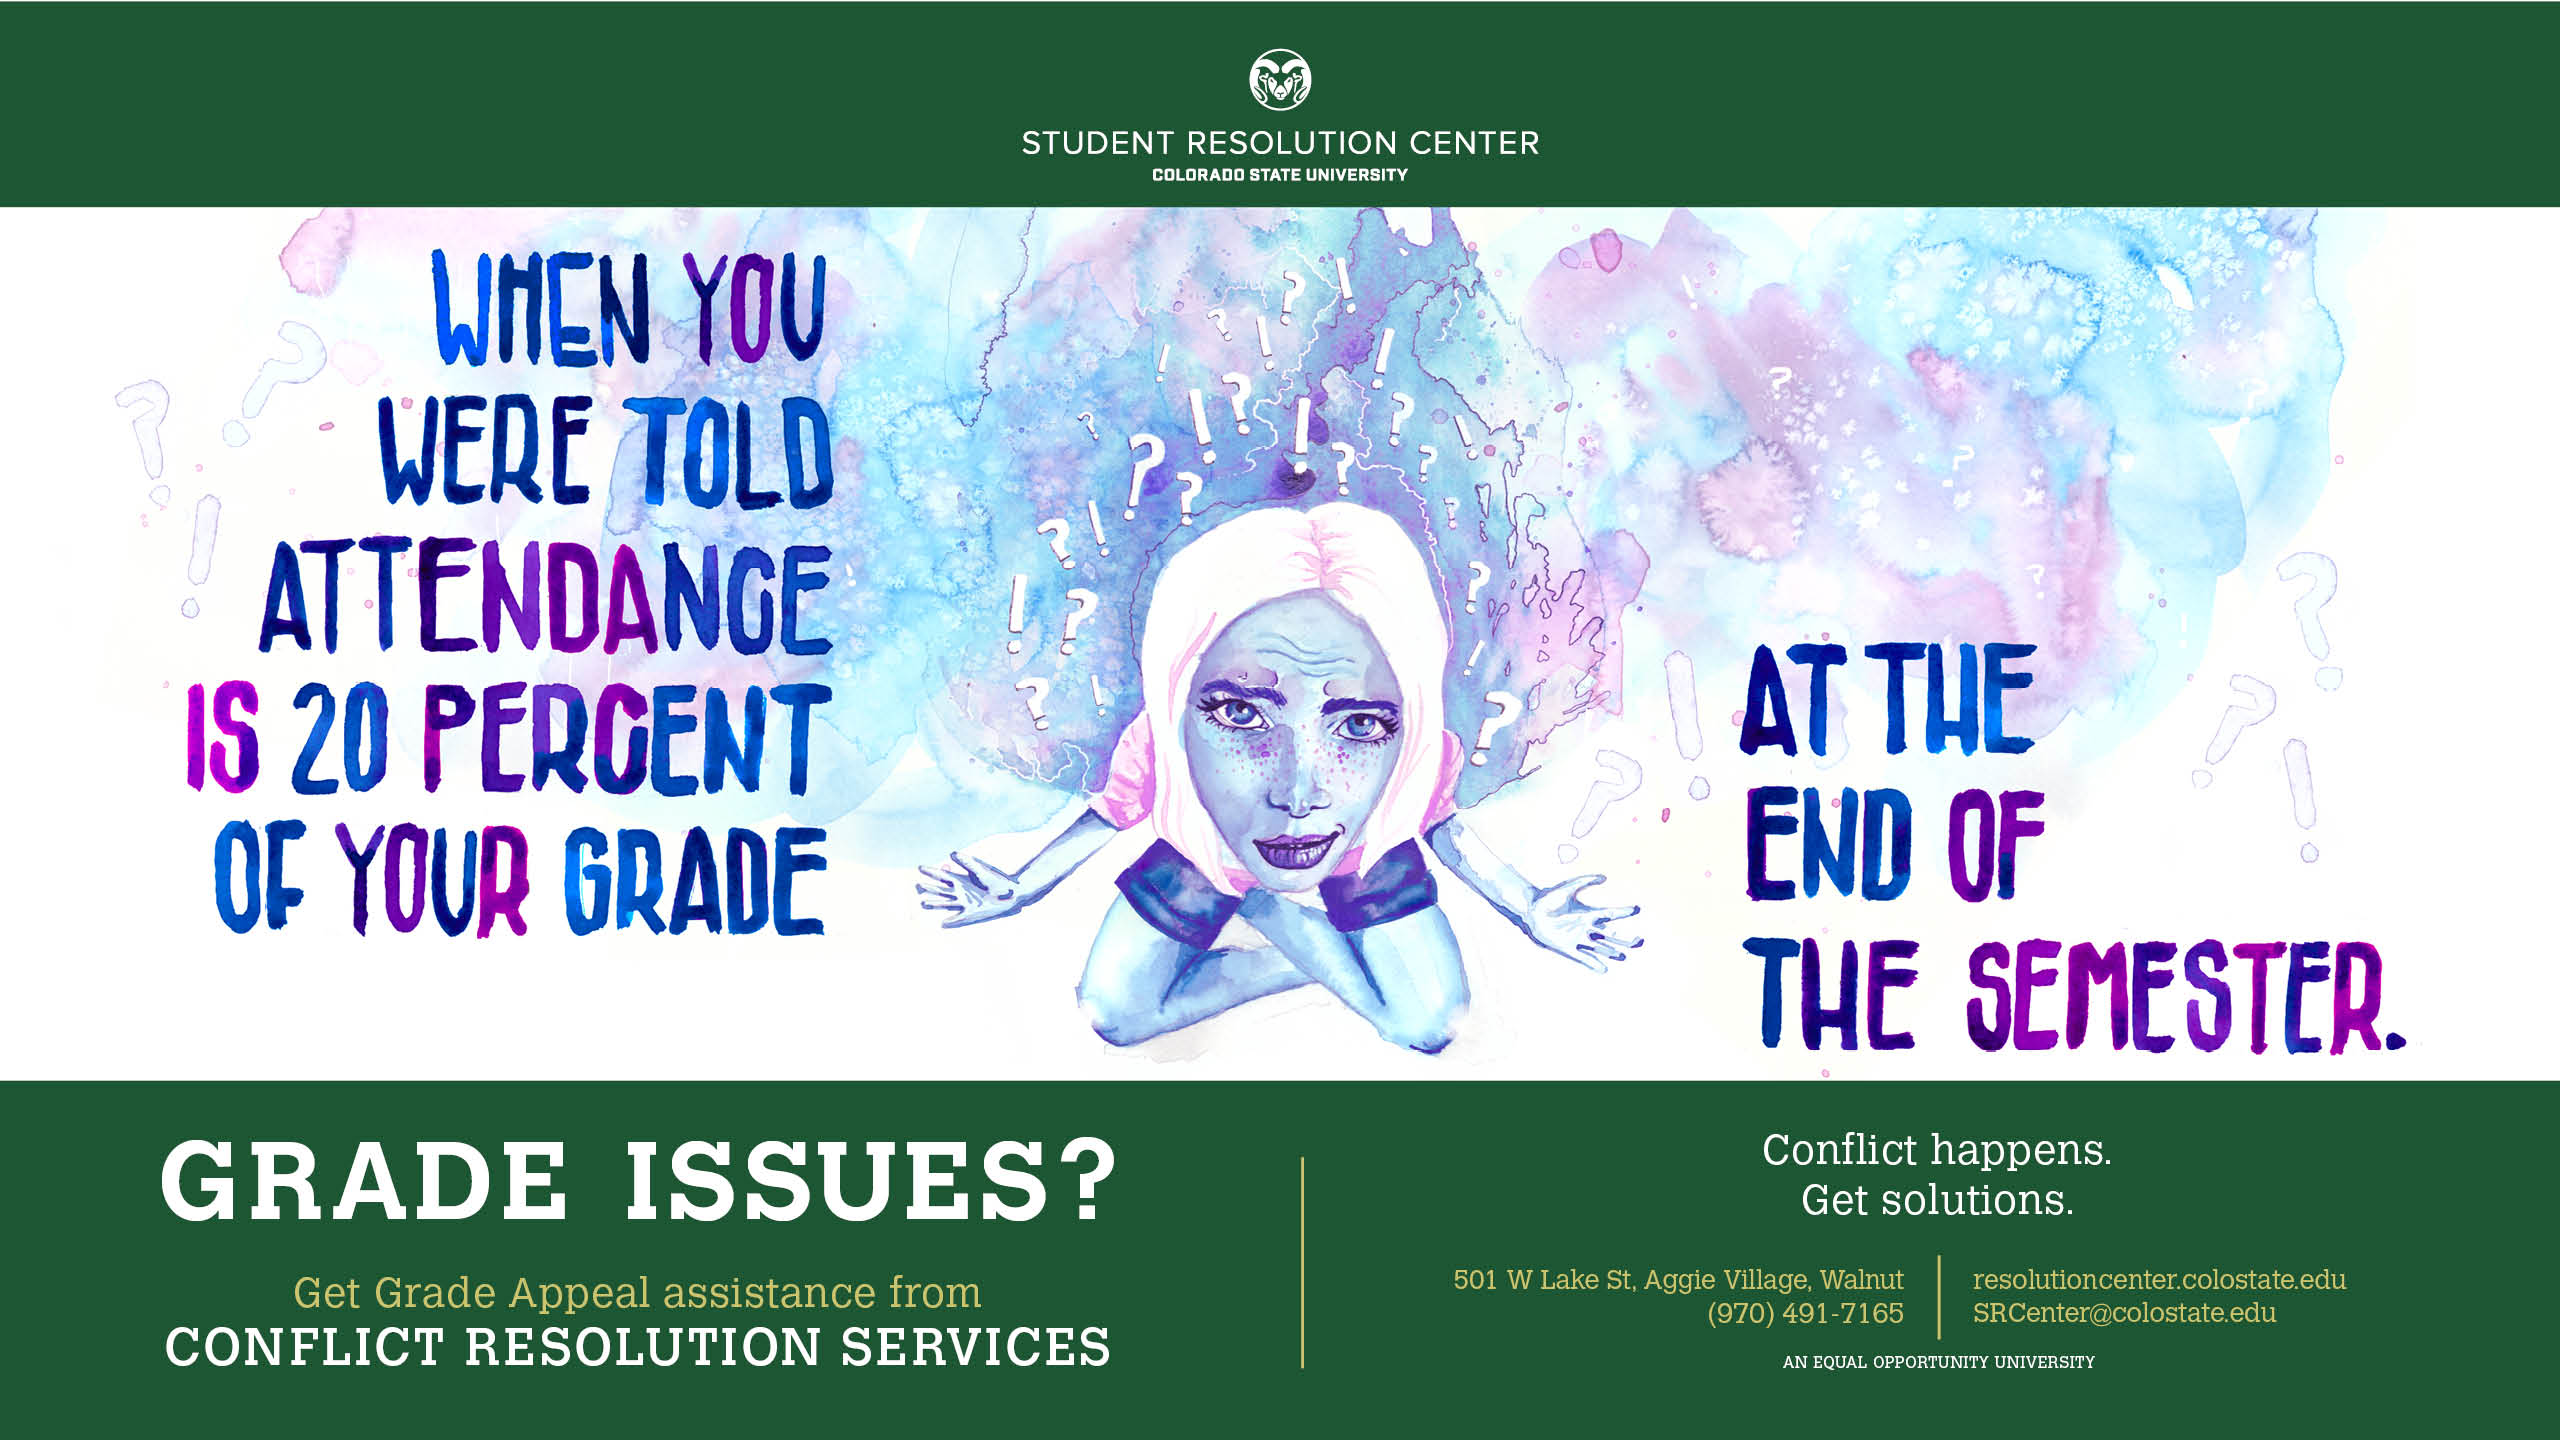 STUDENT RESOLUTION CENTER
COLORADO STATE UNIVERSITY
WHEN YOU
WERE TOLD
ATTENDANCE
IS 20 PERCENT
OF YOUR GRADE
AT THE
END OF
THE SEMESTER.
GRADE ISSUES?
Get Grade Appeal assistance from
CONFLICT RESOLUTION SERVICES
Conflict happens.
Get solutions.
501 W Lake St, Aggie Village, Walnut
(970) 491-7165
resolutioncenter.colostate.edu
SRCenter@colostate.edu
AN EQUAL OPPORTUNITY UNIVERSITY